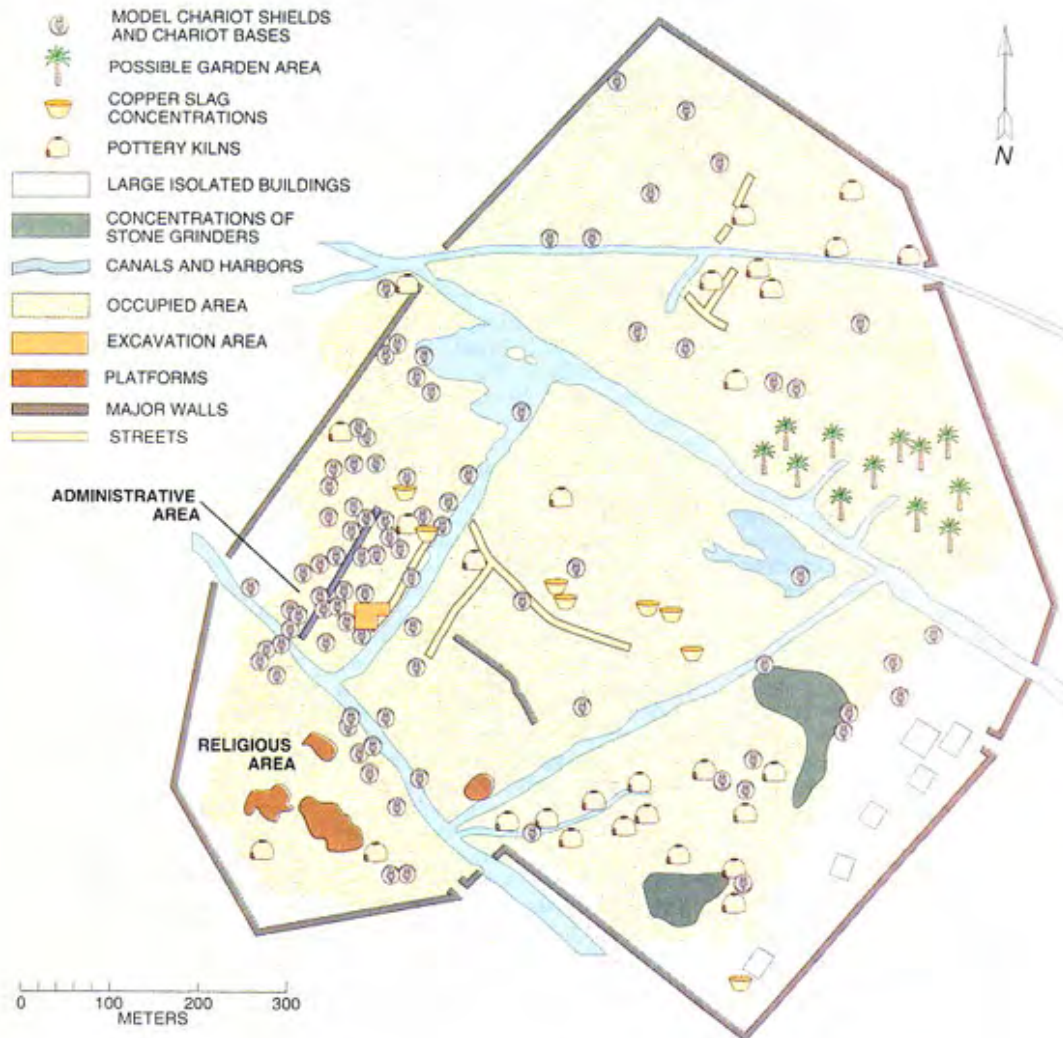 MODEL CHARIOT SHIELDS
AND CHARIOT BASES
POSSIBLE GARDEN AREA
COPPER SLAG
CONCENTRATIONS
POTTERY KILNS
LARGE ISOLATED BUILDINGS
CONCENTRATIONS OF
STONE GRINDERS
CANALS AND HARBORS
OCCUPIED AREA
EXCAVATION AREA
PLATFORMS
MAJOR WALLS
STREETS
N
ADMINISTRATIVE
AREA
RELIGIOUS
AREA
0 100 200 300
METERS